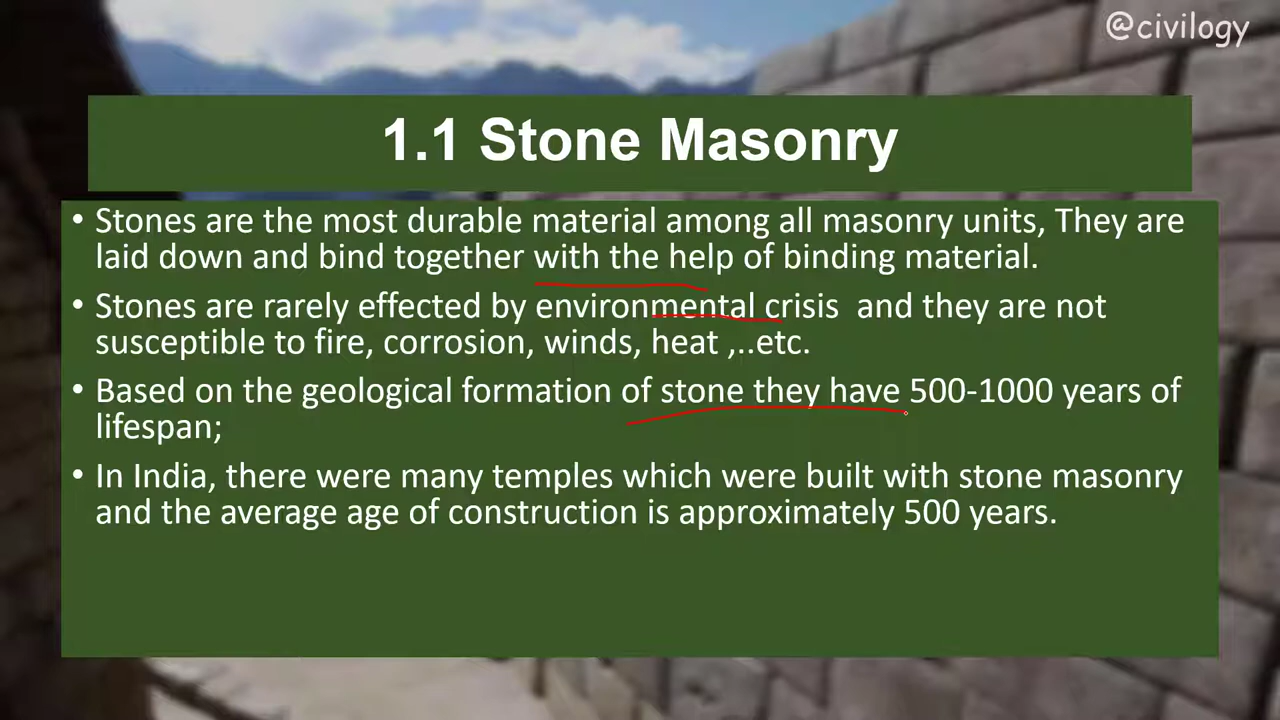 @civilogy
1.1 Stone Masonry
• Stones are the most durable material among all masonry units, They are
laid down and bind together with the help of binding material.
• Stones are rarely effected by environmental crisis  and they are not
susceptible to fire, corrosion, winds, heat ,..etc.
• Based on the geological formation of stone they have 500-1000 years of
lifespan;
• In India, there were many temples which were built with stone masonry
and the average age of construction is approximately 500 years.